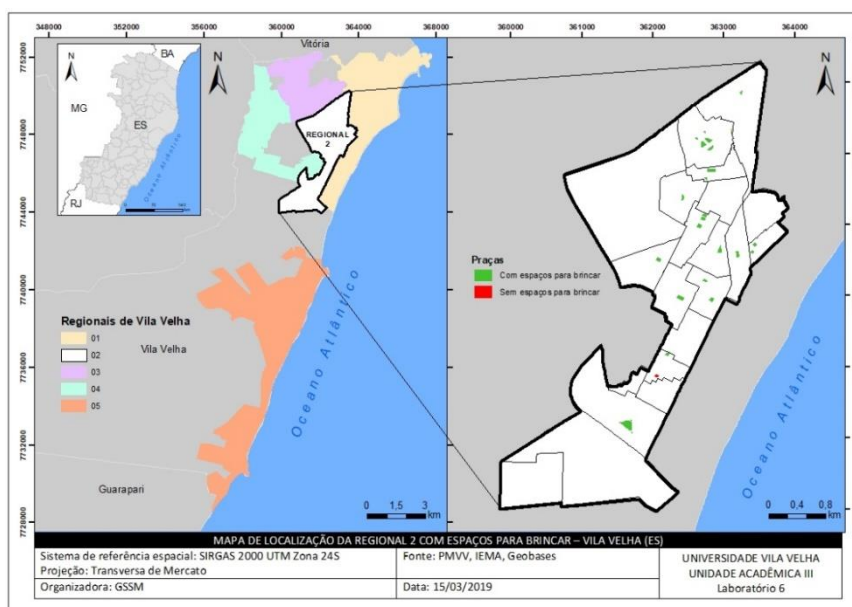 348000 352000 356000 360000 364000 368000
360000 361000 362000 363000 364000
7752000
7748000
7744000
7740000
7736000
7732000
7728000
Vitória
N
BA
MG
ES
RJ
Oceano Atlântico
N
REGIONAL
2
Oceano Atlântico
Regionais de Vila Velha
01
02
03
04
05
Vila Velha
Guarapari
0 1,5 3
km
N
Praças
Com espaços para brincar
Sem espaços para brincar
Oceano Atlântico
0 0,4 0,8
km
MAPA DE LOCALIZAÇÃO DA REGIONAL 2 COM ESPAÇOS PARA BRINCAR – VILA VELHA (ES)
Sistema de referência espacial: SIRGAS 2000 UTM Zona 24S
Projeção: Transversa de Mercato
Organizadora: GSSM
Fonte: PMVV, IEMA, Geobases
Data: 15/03/2019
UNIVERSIDADE VILA VELHA
UNIDADE ACADÊMICA III
Laboratório 6